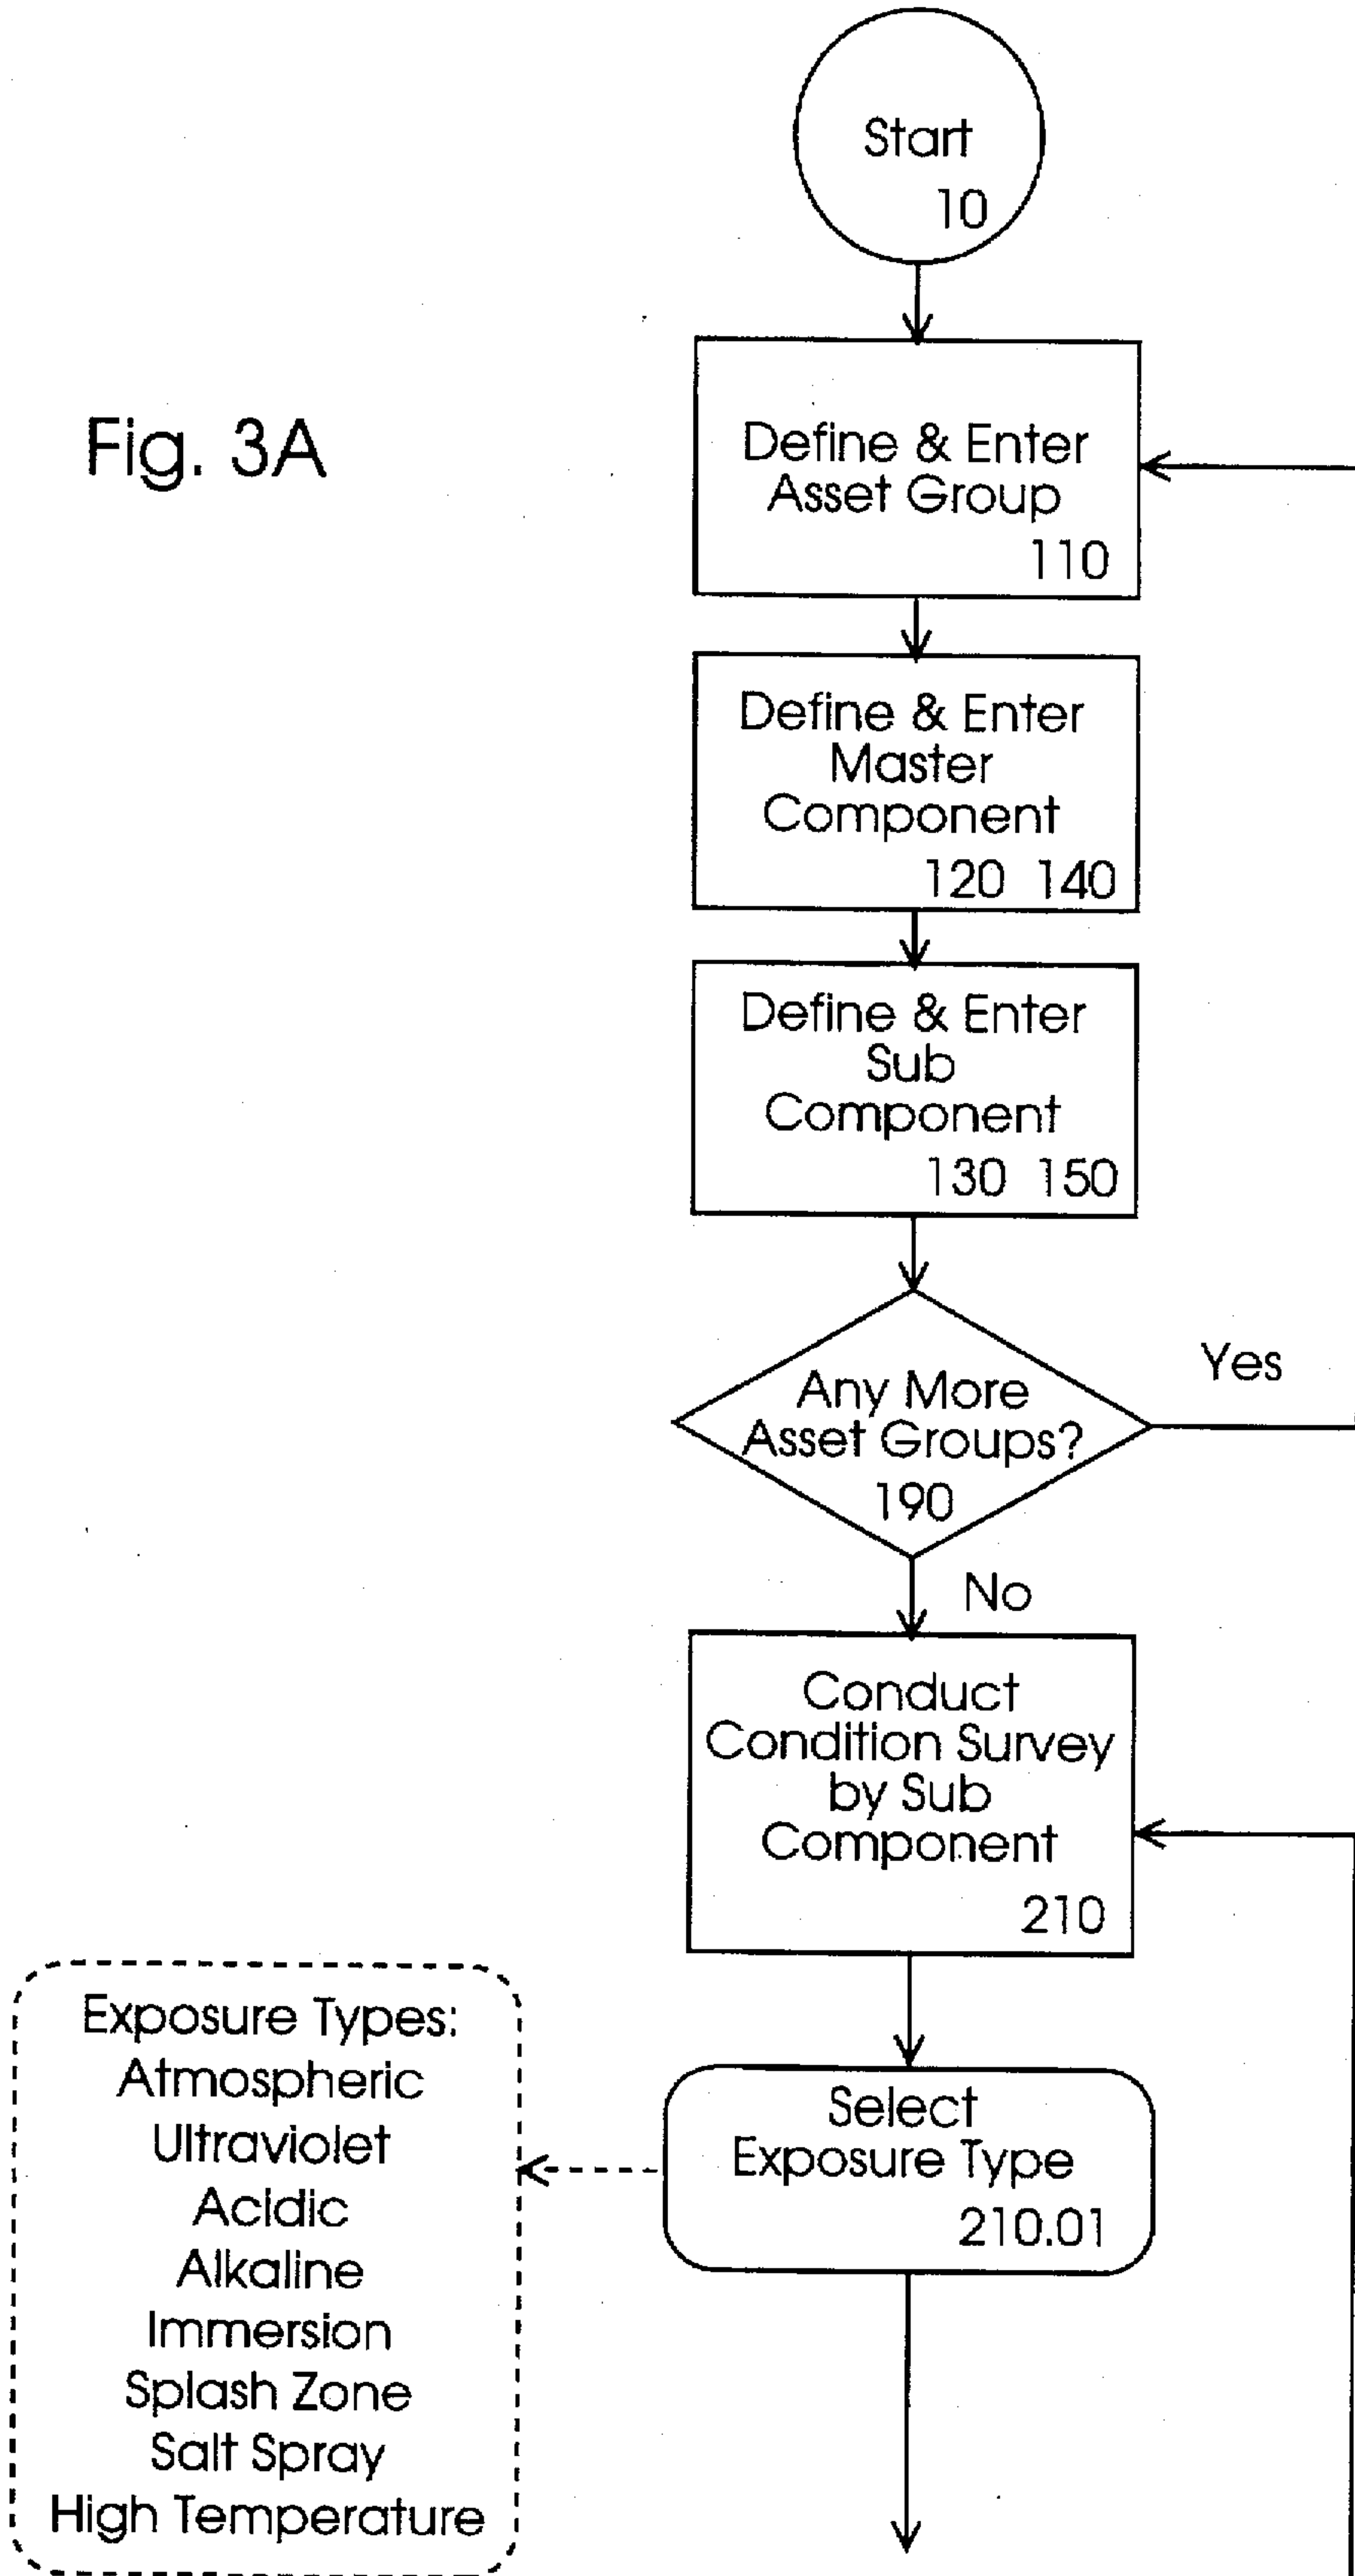 Start
10
Fig. 3A
Define & Enter
Asset Group
110
Define & Enter
Master
Component
120 140
Define & Enter
Sub
Component
130 150
Any More
Asset Groups?
190
Yes
No
Conduct
Condition Survey
by Sub
Component
210
Select
Exposure Type
210.01
Exposure Types:
Atmospheric
Ultraviolet
Acidic
Alkaline
Immersion
Splash Zone
Salt Spray
High Temperature